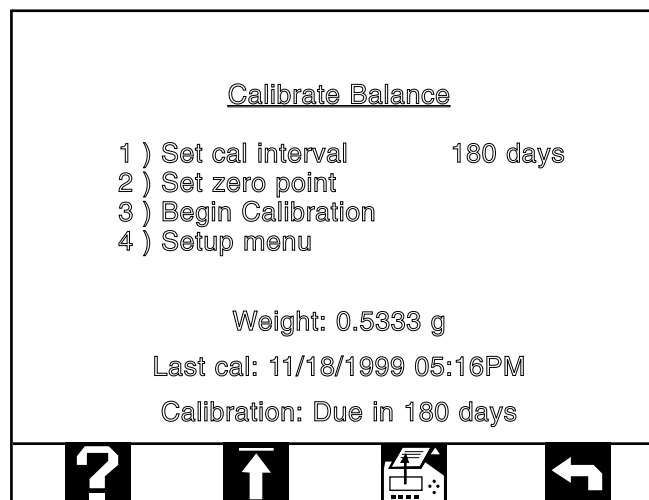 Calibrate Balance
1 ) Set cal interval 180 days
2 ) Set zero point
3 ) Begin Calibration
4 ) Setup menu
Weight: 0.5333 g
Last cal: 11/18/1999 05:16PM
Calibration: Due in 180 days
?